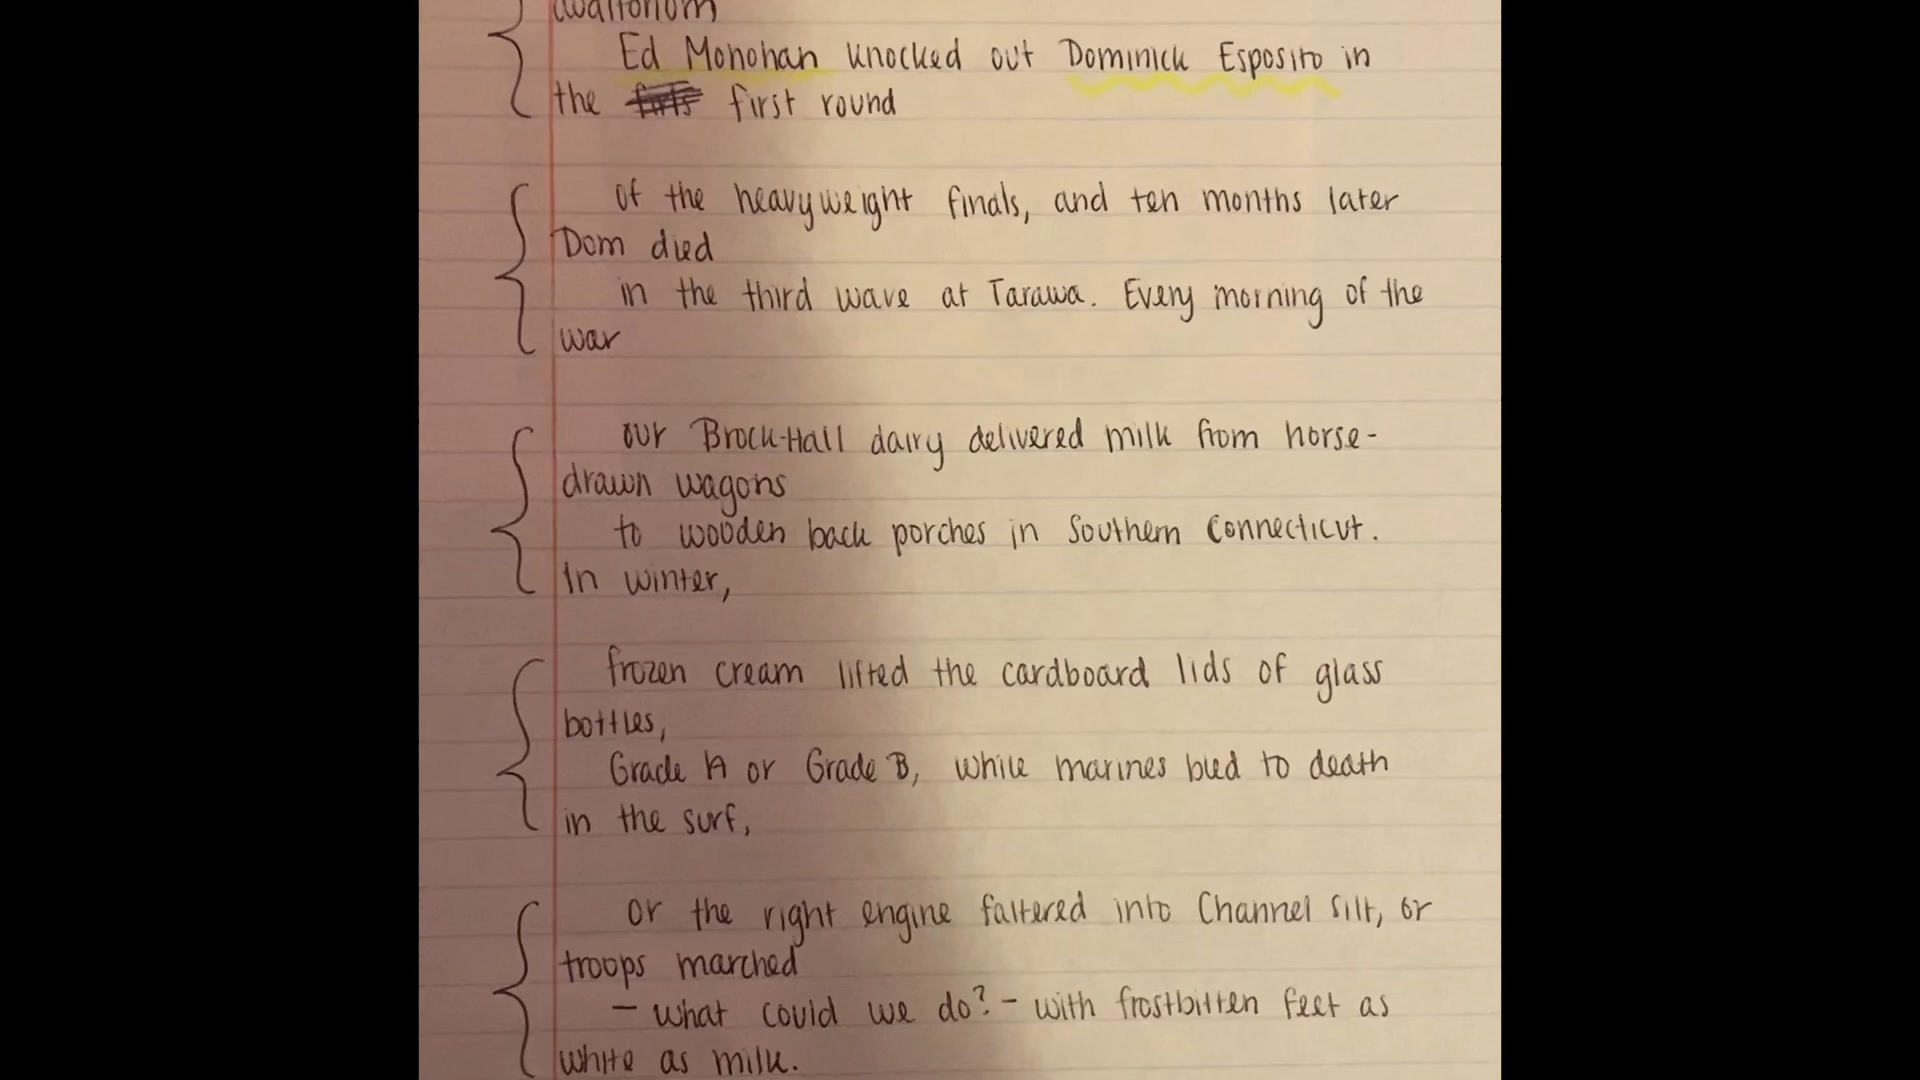 Ed Monohan knocked out Dominick Esposito in
the first round
of the heavyweight finals, and ten months later
Dom died
in the third wave at Tarawa. Every morning of the
war
our Brock-Hall dairy delivered milk from horse-
drawn wagons
to wooden back porches in Southern Connecticut.
In winter,
frozen cream lifted the cardboard lids of glass
bottles,
Grade A or Grade B, while marines bled to death
in the surf,
or the right engine faltered into Channel silt, or
troops marched
– what could we do? – with frostbitten feet as
white as milk.